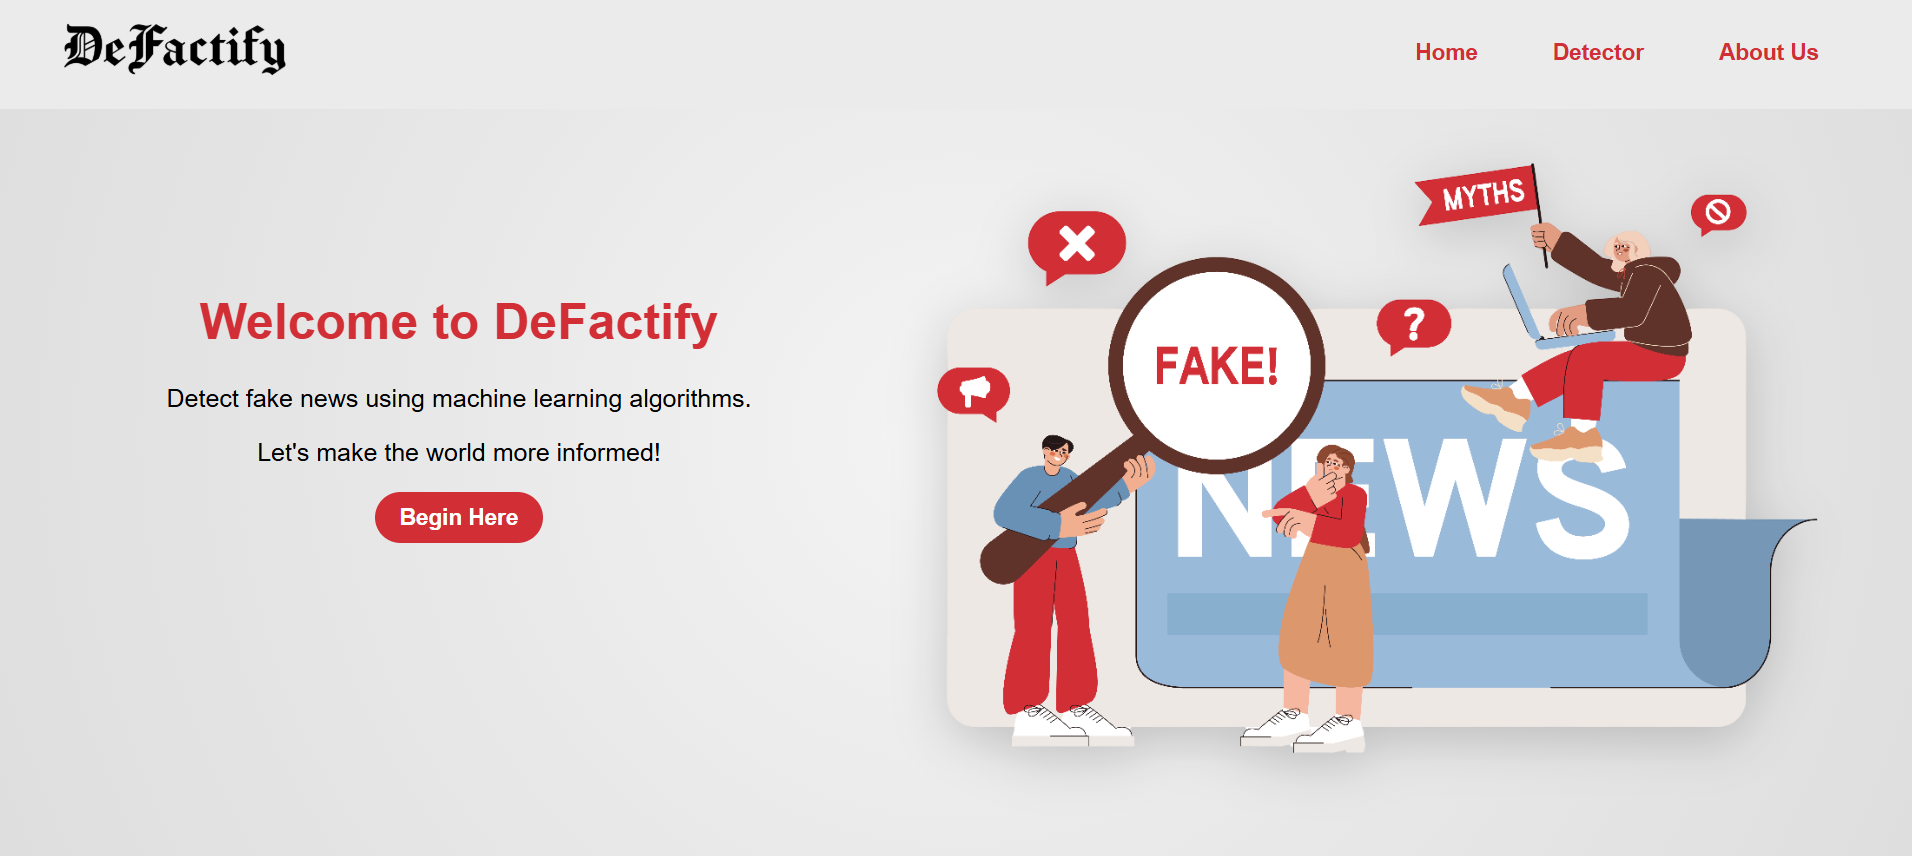 DeFactify
Home
Detector
About Us
Welcome to DeFactify
Detect fake news using machine learning algorithms.
Let's make the world more informed!
Begin Here
MYTHS
?
FAKE!
NEWS